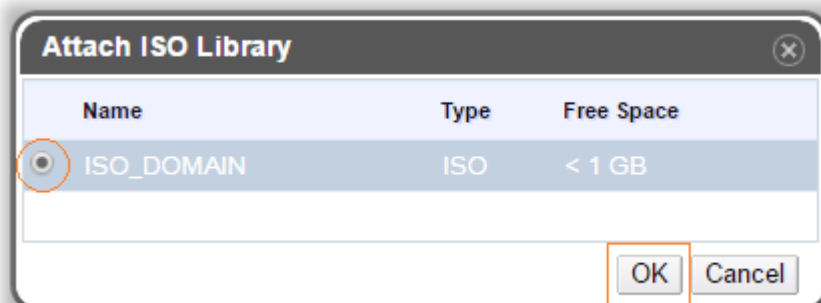 Attach ISO Library
Name Type Free Space
ISO_DOMAIN ISO < 1 GB
OK Cancel